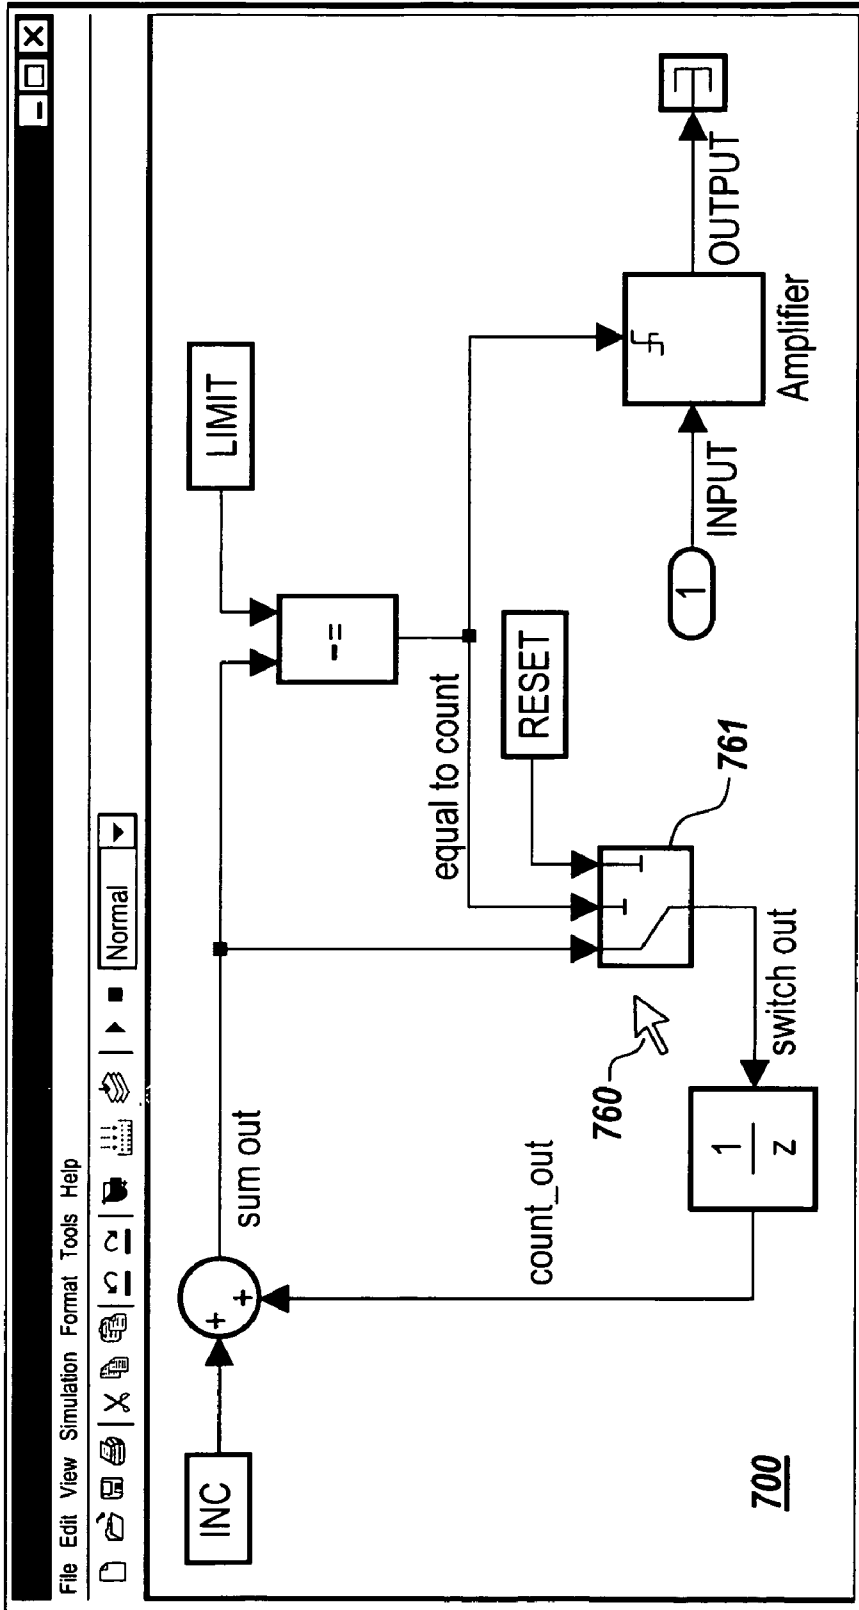 File Edit View Simulation Format Tools Help
Normal
INC
+
+
sum out
LIMIT
-=
equal to count
RESET
760
761
count_out
1
z
switch out
1
INPUT
OUTPUT
Amplifier
700